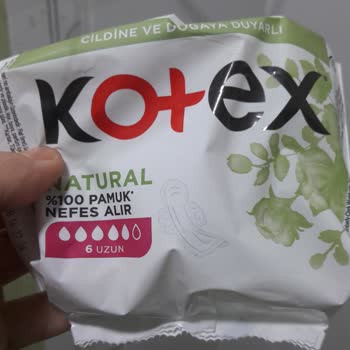 CİLDİNE VE DOĞAYA DUYARLI
Kotex
NATURAL
%100 PAMUK*
NEFES ALIR
6 UZUN